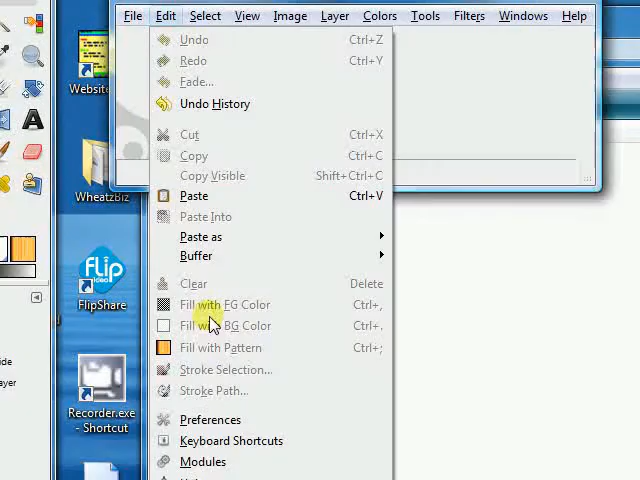 File Edit Select View Image Layer Colors Tools Filters Windows Help
Undo Ctrl+Z
Redo Ctrl+Y
Fade...
Undo History
Cut Ctrl+X
Copy Ctrl+C
Copy Visible Shift+Ctrl+C
Paste Ctrl+V
Paste Into
Paste as
Buffer
Clear Delete
Fill with FG Color Ctrl+,
Fill with BG Color Ctrl+.
Fill with Pattern Ctrl+;
Stroke Selection...
Stroke Path...
Preferences
Keyboard Shortcuts
Modules
Website
WheatzBiz
flip
FlipShare
Recorder.exe
- Shortcut
A